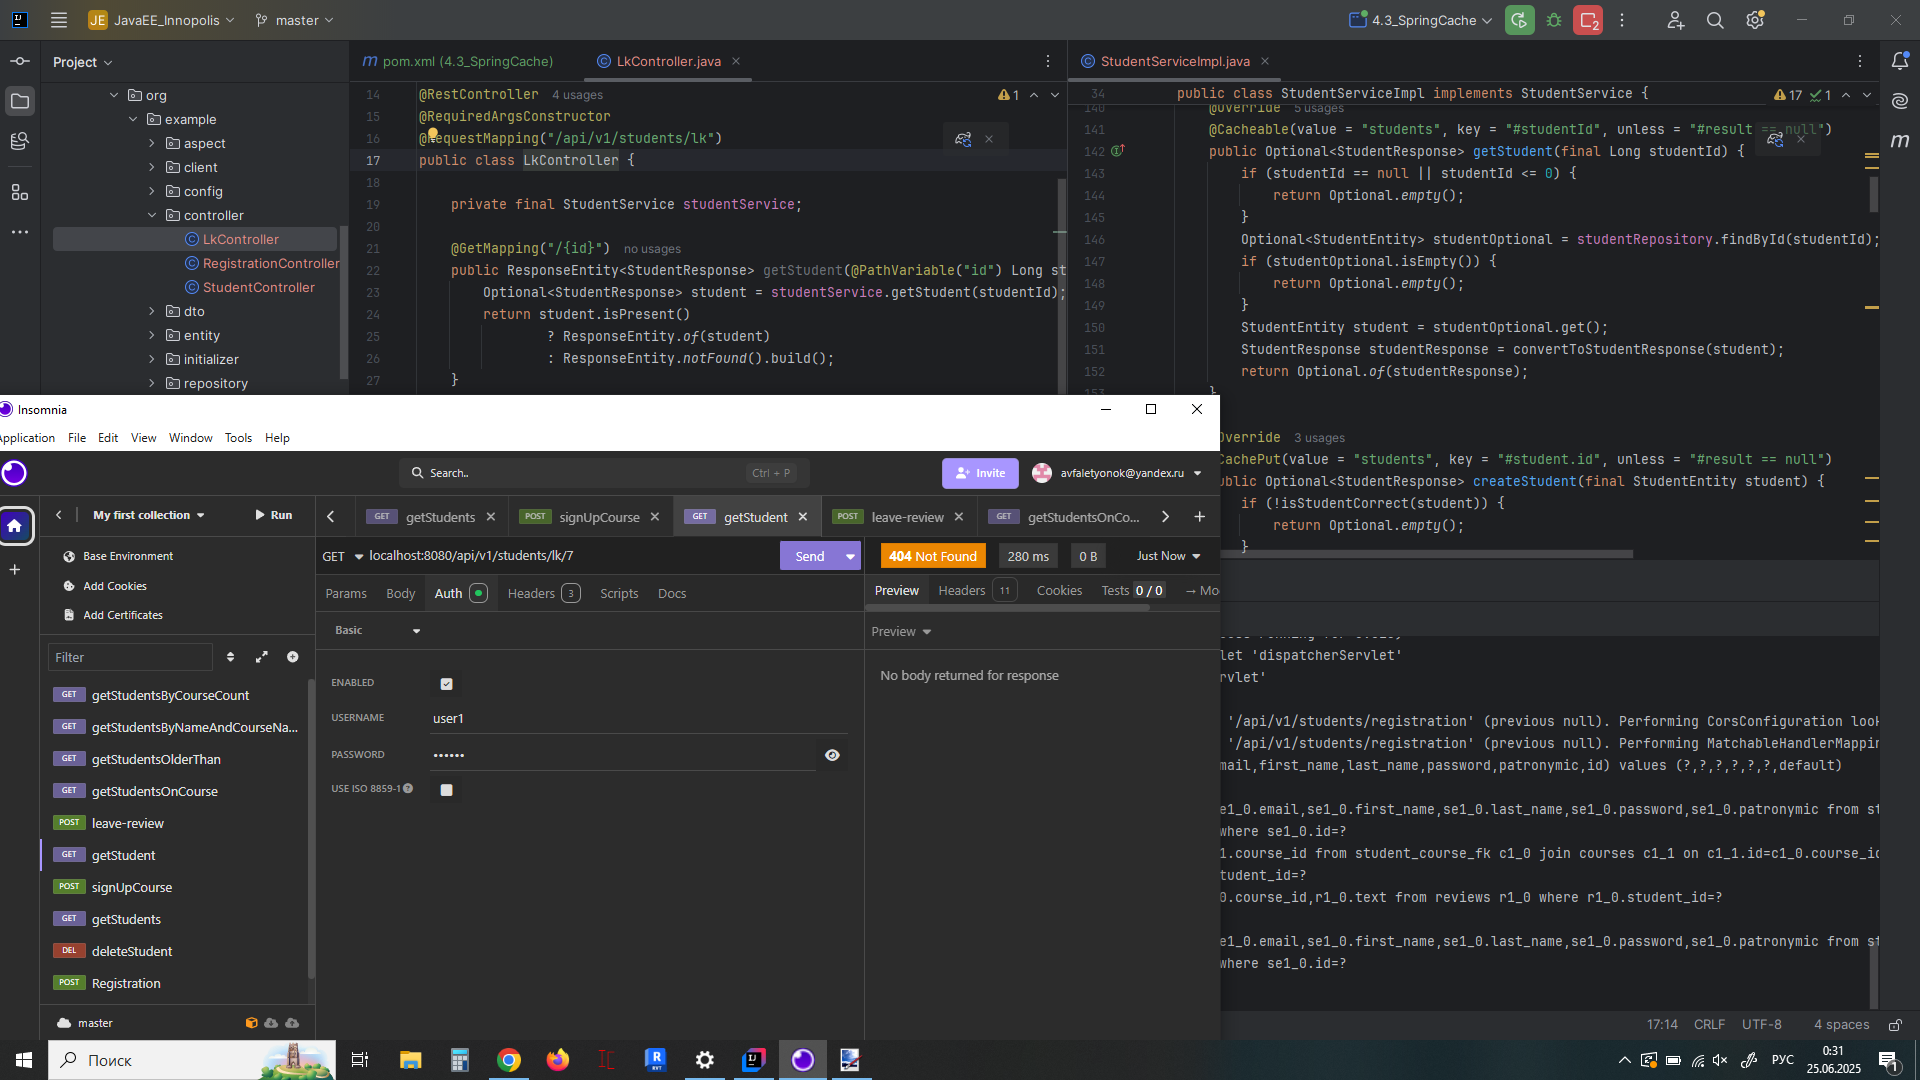 JE JavaEE_Innopolis master 4.3_SpringCache 2
Project
org
example
aspect
client
config
controller
LkController
RegistrationController
StudentController
dto
entity
initializer
repository
m pom.xml (4.3_SpringCache) LkController.java
14 @RestController 4 usages 1
15 @RequiredArgsConstructor
16 @RequestMapping("/api/v1/students/lk")
17 public class LkController {
18
19 private final StudentService studentService;
20
21 @GetMapping("/{id}") no usages
22 public ResponseEntity<StudentResponse> getStudent(@PathVariable("id") Long st
23 Optional<StudentResponse> student = studentService.getStudent(studentId);
24 return student.isPresent()
25 ? ResponseEntity.of(student)
26 : ResponseEntity.notFound().build();
27 }
StudentServiceImpl.java
34 public class StudentServiceImpl implements StudentService { 17 1
140 @Override 5 usages
141 @Cacheable(value = "students", key = "#studentId", unless = "#result == null")
142 public Optional<StudentResponse> getStudent(final Long studentId) {
143 if (studentId == null || studentId <= 0) {
144 return Optional.empty();
145 }
146 Optional<StudentEntity> studentOptional = studentRepository.findById(studentId);
147 if (studentOptional.isEmpty()) {
148 return Optional.empty();
149 }
150 StudentEntity student = studentOptional.get();
151 StudentResponse studentResponse = convertToStudentResponse(student);
152 return Optional.of(studentResponse);
153 }
Override 3 usages
CachePut(value = "students", key = "#student.id", unless = "#result == null")
ublic Optional<StudentResponse> createStudent(final StudentEntity student) {
if (!isStudentCorrect(student)) {
return Optional.empty();
}
Insomnia
Application File Edit View Window Tools Help
Search.. Ctrl + P Invite avfaletyonok@yandex.ru
My first collection Run
Base Environment
Add Cookies
Add Certificates
Filter
GET getStudentsByCourseCount
GET getStudentsByNameAndCourseNa...
GET getStudentsOlderThan
GET getStudentsOnCourse
POST leave-review
GET getStudent
POST signUpCourse
GET getStudents
DEL deleteStudent
POST Registration
master
GET getStudents POST signUpCourse GET getStudent POST leave-review GET getStudentsOnCo...
GET localhost:8080/api/v1/students/lk/7 Send
Params Body Auth Headers 3 Scripts Docs
Basic
ENABLED
USERNAME user1
PASSWORD ••••••
USE ISO 8859-1
404 Not Found 280 ms 0 B Just Now
Preview Headers 11 Cookies Tests 0 / 0 → Mo
Preview
No body returned for response
let 'dispatcherServlet'
rvlet'
'/api/v1/students/registration' (previous null). Performing CorsConfiguration look
'/api/v1/students/registration' (previous null). Performing MatchableHandlerMappin
mail,first_name,last_name,password,patronymic,id) values (?,?,?,?,?,?,default)
se1_0.email,se1_0.first_name,se1_0.last_name,se1_0.password,se1_0.patronymic from st
where se1_0.id=?
1.course_id from student_course_fk c1_0 join courses c1_1 on c1_1.id=c1_0.course_id
tudent_id=?
0.course_id,r1_0.text from reviews r1_0 where r1_0.student_id=?
se1_0.email,se1_0.first_name,se1_0.last_name,se1_0.password,se1_0.patronymic from st
where se1_0.id=?
17:14 CRLF UTF-8 4 spaces
Поиск
РУС
0:31
25.06.2025
1